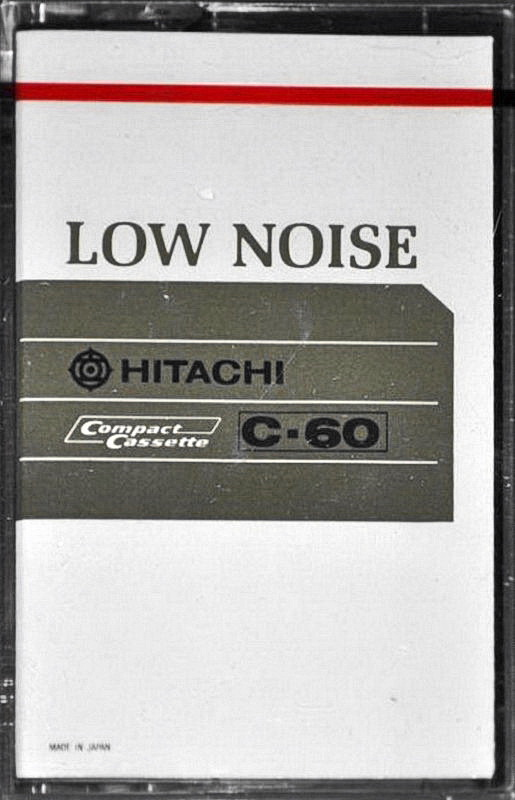 LOW NOISE
HITACHI
Compact
Cassette
C-60
MADE IN JAPAN